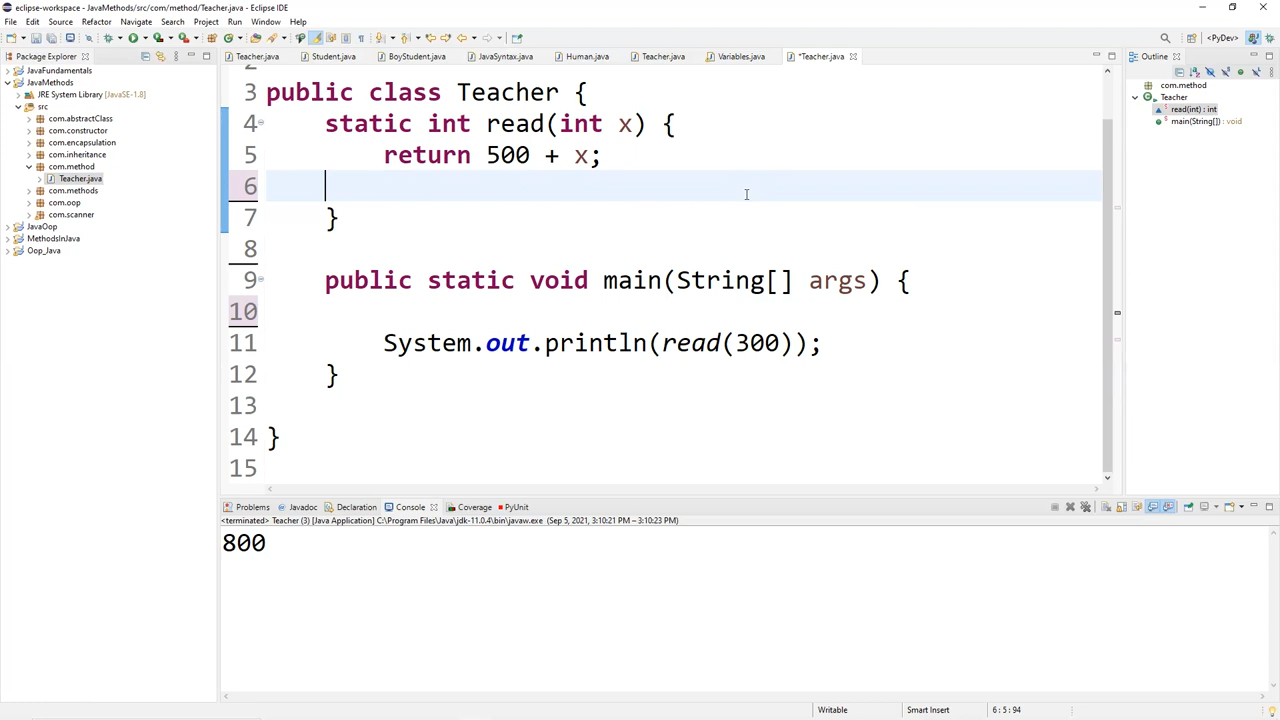 eclipse-workspace - JavaMethods/src/com/method/Teacher.java - Eclipse IDE
File Edit Source Refactor Navigate Search Project Run Window Help
<PyDev>
Package Explorer
Teacher.java Student.java BoyStudent.java JavaSyntax.java Human.java Teacher.java Variables.java *Teacher.java
Outline
JavaFundamentals
JavaMethods
JRE System Library [JavaSE-1.8]
src
com.abstractClass
com.constructor
com.encapsulation
com.inheritance
com.method
Teacher.java
com.methods
com.oop
com.scanner
JavaOop
MethodsInJava
Oop_Java
2
3 public class Teacher {
4 static int read(int x) {
5 return 500 + x;
6
7 }
8
9 public static void main(String[] args) {
10
11 System.out.println(read(300));
12 }
13
14 }
15
com.method
Teacher
read(int) : int
main(String[]) : void
Problems Javadoc Declaration Console Coverage PyUnit
<terminated> Teacher (3) [Java Application] C:\Program Files\Java\jdk-11.0.4\bin\javaw.exe (Sep 5, 2021, 3:10:21 PM – 3:10:23 PM)
800
Writable Smart Insert 6 : 5 : 94